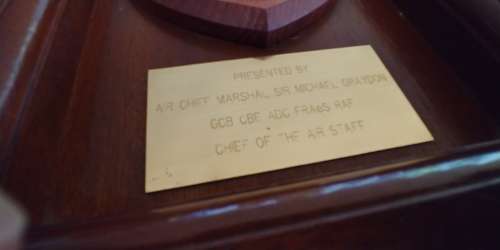 PRESENTED BY
AIR CHIEF MARSHAL SIR MICHAEL GRAYDON
GCB CBE ADC FRAeS RAF
CHIEF OF THE AIR STAFF